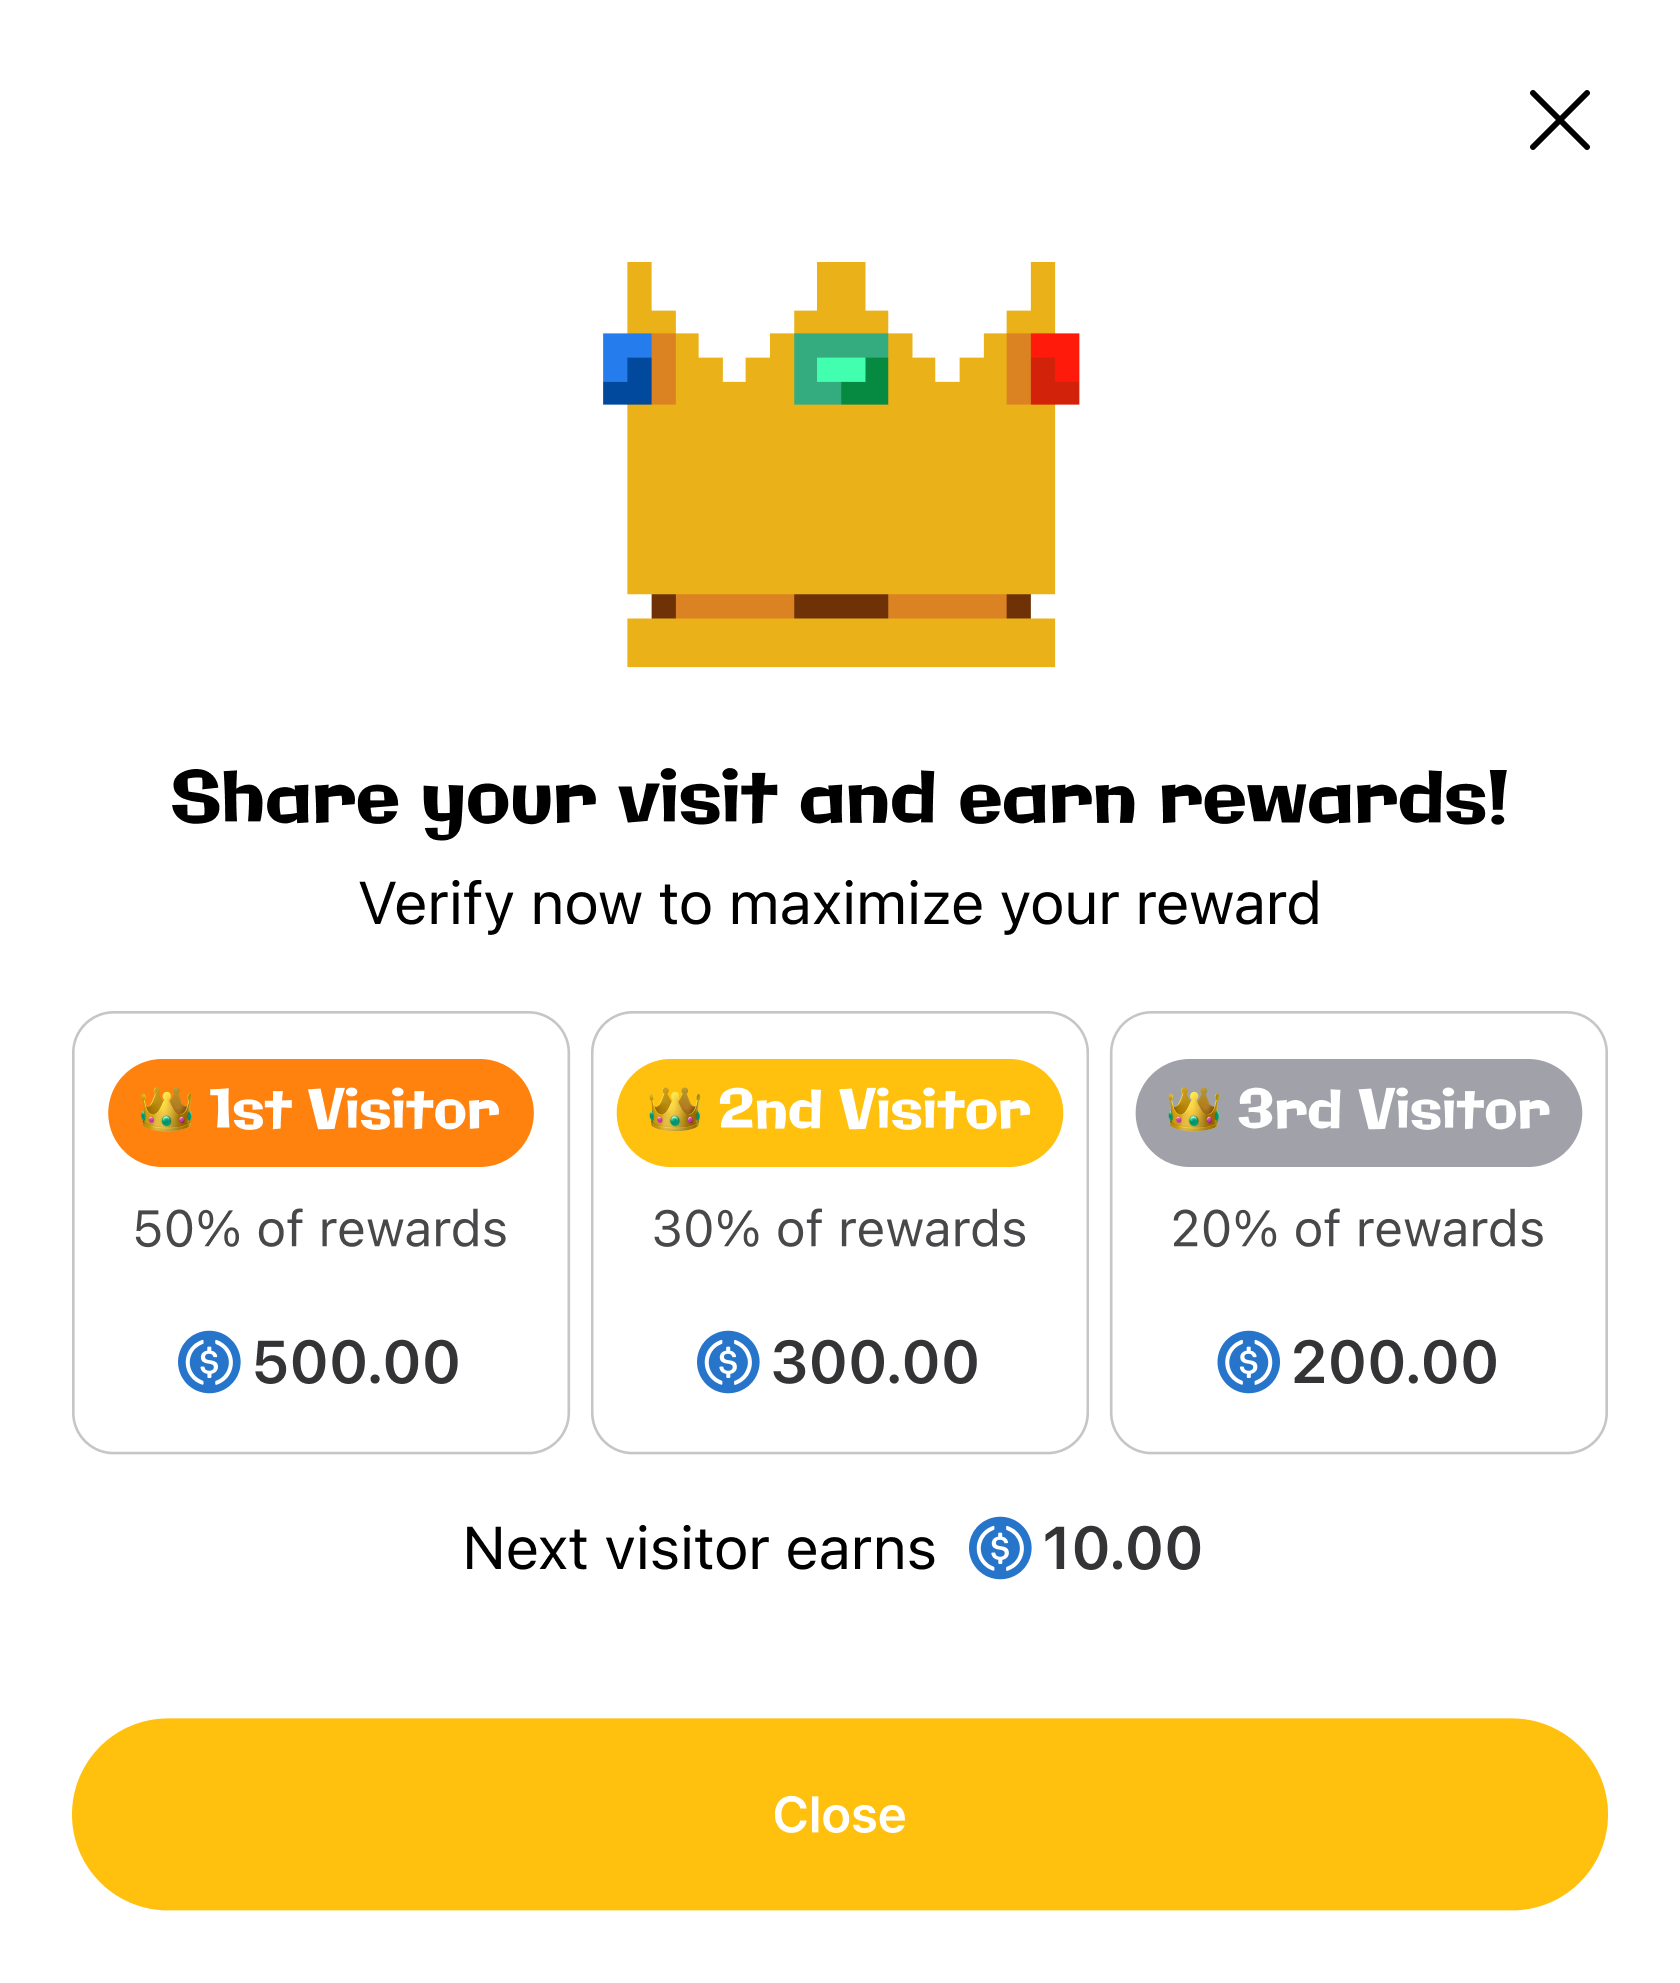 Share your visit and earn rewards!
Verify now to maximize your reward
1st Visitor
50% of rewards
500.00
2nd Visitor
30% of rewards
300.00
3rd Visitor
20% of rewards
200.00
Next visitor earns 10.00
Close